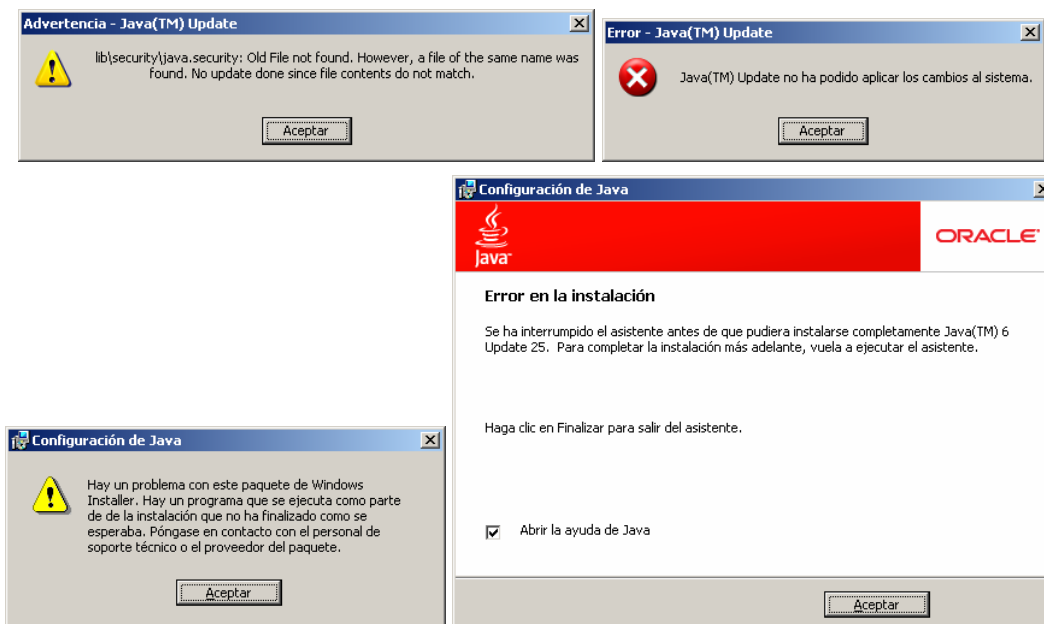 Advertencia - Java(TM) Update
lib\security\java.security: Old File not found. However, a file of the same name was
found. No update done since file contents do not match.
Aceptar
Error - Java(TM) Update
Java(TM) Update no ha podido aplicar los cambios al sistema.
Aceptar
Configuración de Java
Java
ORACLE
Error en la instalación
Se ha interrumpido el asistente antes de que pudiera instalarse completamente Java(TM) 6
Update 25. Para completar la instalación más adelante, vuela a ejecutar el asistente.
Haga clic en Finalizar para salir del asistente.
Abrir la ayuda de Java
Aceptar
Configuración de Java
Hay un problema con este paquete de Windows
Installer. Hay un programa que se ejecuta como parte
de de la instalación que no ha finalizado como se
esperaba. Póngase en contacto con el personal de
soporte técnico o el proveedor del paquete.
Aceptar